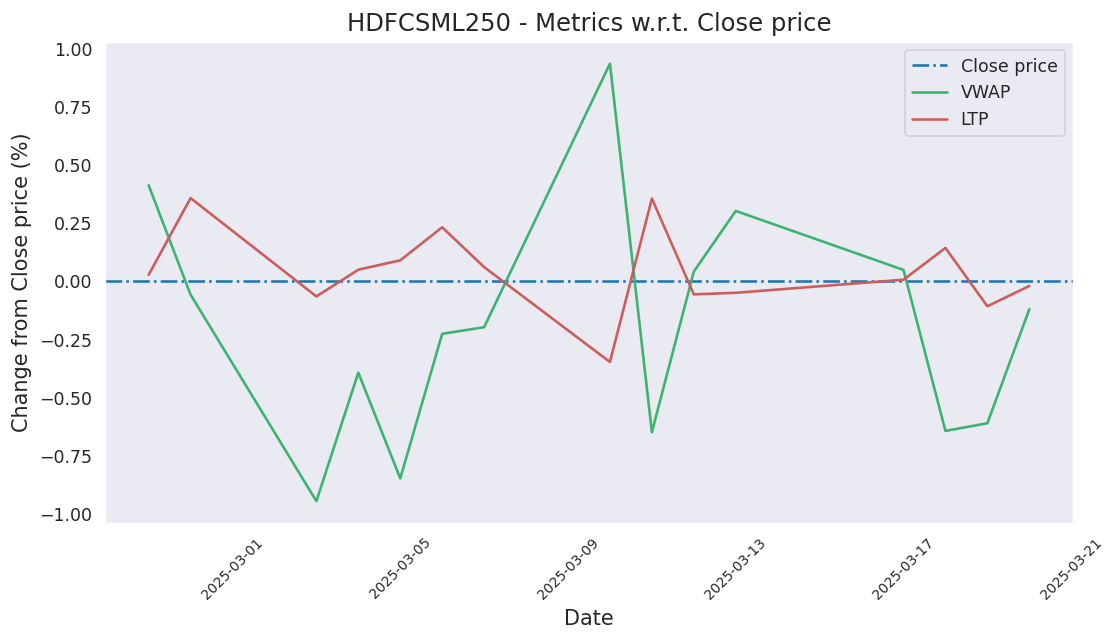 HDFCSML250 - Metrics w.r.t. Close price
Change from Close price (%)
1.00
0.75
0.50
0.25
0.00
−0.25
−0.50
−0.75
−1.00
Close price
VWAP
LTP
2025-03-01
2025-03-05
2025-03-09
2025-03-13
2025-03-17
2025-03-21
Date